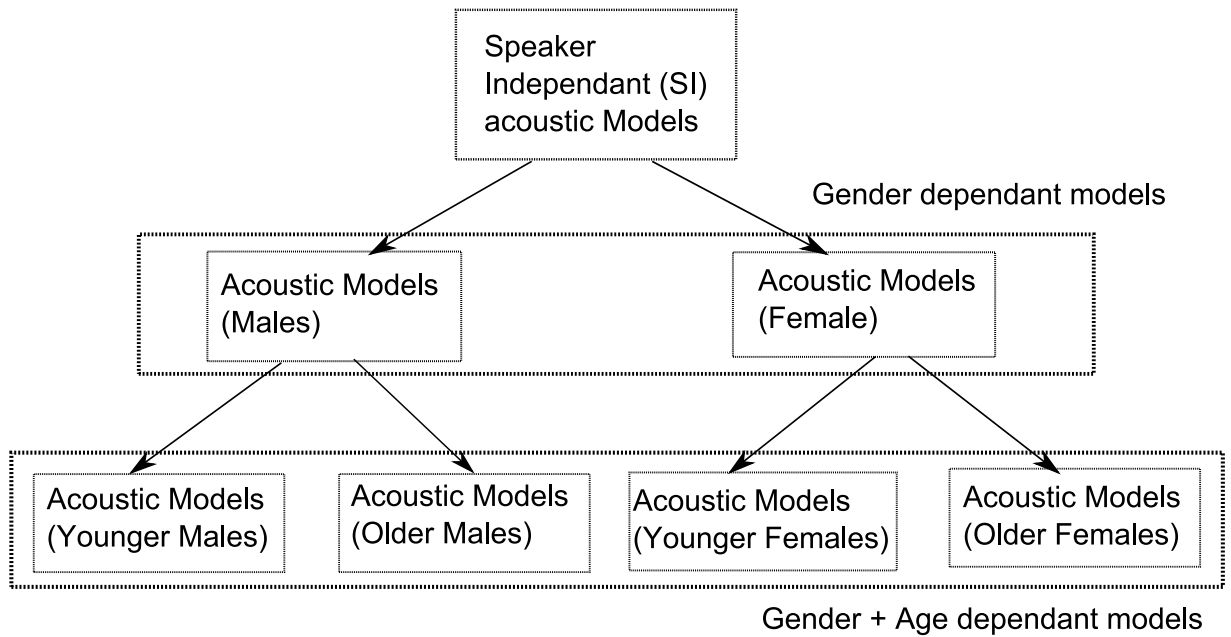 Speaker
Independant (SI)
acoustic Models
Gender dependant models
Acoustic Models
(Males)
Acoustic Models
(Female)
Acoustic Models
(Younger Males)
Acoustic Models
(Older Males)
Acoustic Models
(Younger Females)
Acoustic Models
(Older Females)
Gender + Age dependant models